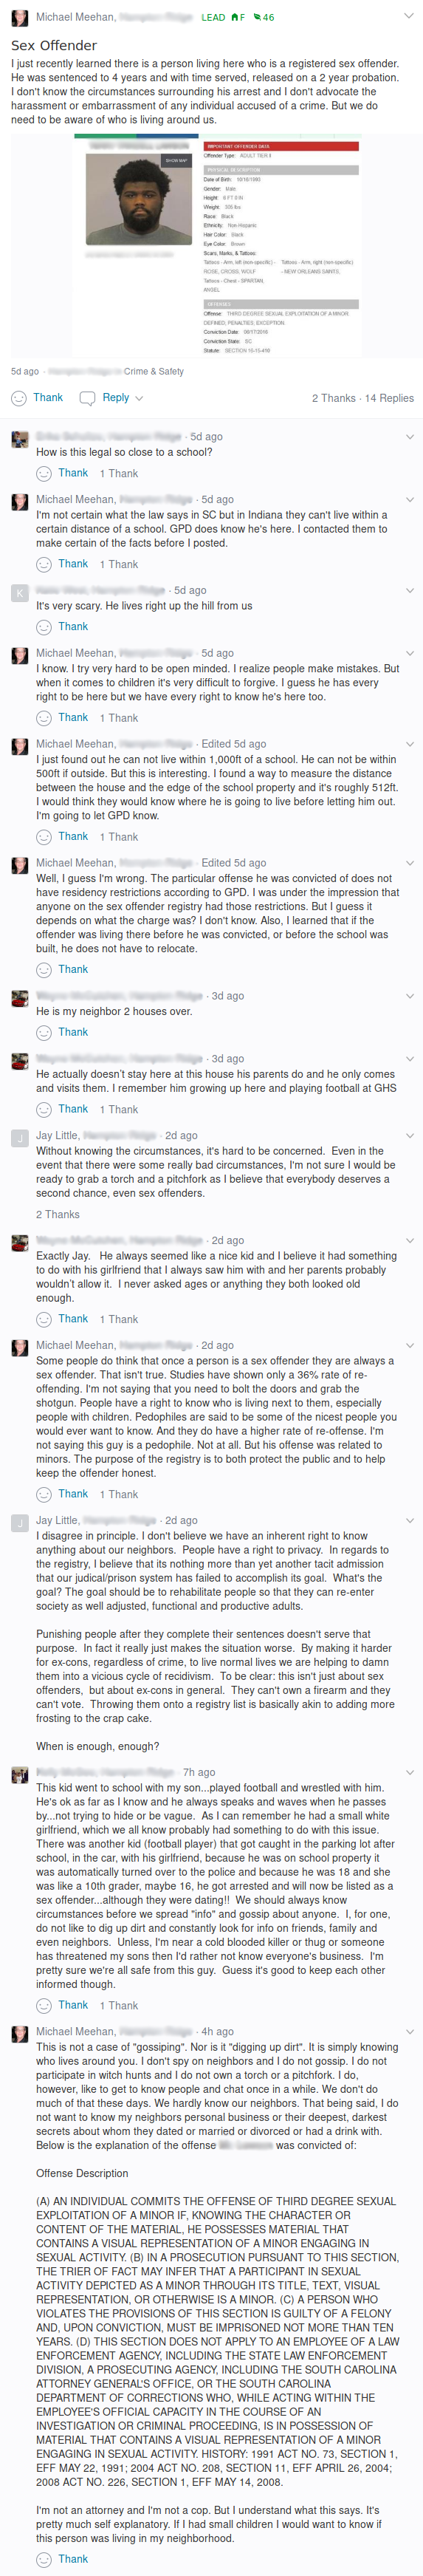 Michael Meehan, LEAD F 46
Sex Offender
I just recently learned there is a person living here who is a registered sex offender.
He was sentenced to 4 years and with time served, released on a 2 year probation.
I don't know the circumstances surrounding his arrest and I don't advocate the
harassment or embarrassment of any individual accused of a crime. But we do
need to be aware of who is living around us.
SHOW MAP
IMPORTANT OFFENDER DATA
Offender Type: ADULT TIER II
PHYSICAL DESCRIPTION
Date of Birth:
Gender: Male
Height: 6 FT 0 IN
Weight: 305 lbs
Race: Black
Ethnicity: Non-Hispanic
Hair Color: Black
Eye Color: Brown
Scars, Marks, & Tattoos:
Tattoos - Arm, left (non-specific) - Tattoos - Arm, right (non-specific)
ROSE, CROSS, WOLF - NEW ORLEANS SAINTS,
Tattoos - Chest - SPARTAN,
ANGEL
OFFENSES
Offense: THIRD DEGREE SEXUAL EXPLOITATION OF A MINOR
DEFINED; PENALTIES; EXCEPTION.
Conviction Date: 08/17/2018
Conviction State: SC
Statute: SECTION 16-15-410
5d ago · Crime & Safety
Thank Reply 2 Thanks · 14 Replies
· 5d ago
How is this legal so close to a school?
Thank 1 Thank
Michael Meehan, · 5d ago
I'm not certain what the law says in SC but in Indiana they can't live within a
certain distance of a school. GPD does know he's here. I contacted them to
make certain of the facts before I posted.
Thank 1 Thank
K · 5d ago
It's very scary. He lives right up the hill from us
Thank
Michael Meehan, · 5d ago
I know. I try very hard to be open minded. I realize people make mistakes. But
when it comes to children it's very difficult to forgive. I guess he has every
right to be here but we have every right to know he's here too.
Thank 1 Thank
Michael Meehan, · Edited 5d ago
I just found out he can not live within 1,000ft of a school. He can not be within
500ft if outside. But this is interesting. I found a way to measure the distance
between the house and the edge of the school property and it's roughly 512ft.
I would think they would know where he is going to live before letting him out.
I'm going to let GPD know.
Thank 1 Thank
Michael Meehan, · Edited 5d ago
Well, I guess I'm wrong. The particular offense he was convicted of does not
have residency restrictions according to GPD. I was under the impression that
anyone on the sex offender registry had those restrictions. But I guess it
depends on what the charge was? I don't know. Also, I learned that if the
offender was living there before he was convicted, or before the school was
built, he does not have to relocate.
Thank
· 3d ago
He is my neighbor 2 houses over.
Thank
· 3d ago
He actually doesn't stay here at this house his parents do and he only comes
and visits them. I remember him growing up here and playing football at GHS
Thank 1 Thank
J Jay Little, · 2d ago
Without knowing the circumstances, it's hard to be concerned. Even in the
event that there were some really bad circumstances, I'm not sure I would be
ready to grab a torch and a pitchfork as I believe that everybody deserves a
second chance, even sex offenders.
2 Thanks
· 2d ago
Exactly Jay. He always seemed like a nice kid and I believe it had something
to do with his girlfriend that I always saw him with and her parents probably
wouldn't allow it. I never asked ages or anything they both looked old
enough.
Thank 1 Thank
Michael Meehan, · 2d ago
Some people do think that once a person is a sex offender they are always a
sex offender. That isn't true. Studies have shown only a 36% rate of re-
offending. I'm not saying that you need to bolt the doors and grab the
shotgun. People have a right to know who is living next to them, especially
people with children. Pedophiles are said to be some of the nicest people you
would ever want to know. And they do have a higher rate of re-offense. I'm
not saying this guy is a pedophile. Not at all. But his offense was related to
minors. The purpose of the registry is to both protect the public and to help
keep the offender honest.
Thank 1 Thank
J Jay Little, · 2d ago
I disagree in principle. I don't believe we have an inherent right to know
anything about our neighbors. People have a right to privacy. In regards to
the registry, I believe that its nothing more than yet another tacit admission
that our judical/prison system has failed to accomplish its goal. What's the
goal? The goal should be to rehabilitate people so that they can re-enter
society as well adjusted, functional and productive adults.
Punishing people after they complete their sentences doesn't serve that
purpose. In fact it really just makes the situation worse. By making it harder
for ex-cons, regardless of crime, to live normal lives we are helping to damn
them into a vicious cycle of recidivism. To be clear: this isn't just about sex
offenders, but about ex-cons in general. They can't own a firearm and they
can't vote. Throwing them onto a registry list is basically akin to adding more
frosting to the crap cake.
When is enough, enough?
· 7h ago
This kid went to school with my son...played football and wrestled with him.
He's ok as far as I know and he always speaks and waves when he passes
by...not trying to hide or be vague. As I can remember he had a small white
girlfriend, which we all know probably had something to do with this issue.
There was another kid (football player) that got caught in the parking lot after
school, in the car, with his girlfriend, because he was on school property it
was automatically turned over to the police and because he was 18 and she
was like a 10th grader, maybe 16, he got arrested and will now be listed as a
sex offender...although they were dating!! We should always know
circumstances before we spread "info" and gossip about anyone. I, for one,
do not like to dig up dirt and constantly look for info on friends, family and
even neighbors. Unless, I'm near a cold blooded killer or thug or someone
has threatened my sons then I'd rather not know everyone's business. I'm
pretty sure we're all safe from this guy. Guess it's good to keep each other
informed though.
Thank 1 Thank
Michael Meehan, · 4h ago
This is not a case of "gossiping". Nor is it "digging up dirt". It is simply knowing
who lives around you. I don't spy on neighbors and I do not gossip. I do not
participate in witch hunts and I do not own a torch or a pitchfork. I do,
however, like to get to know people and chat once in a while. We don't do
much of that these days. We hardly know our neighbors. That being said, I do
not want to know my neighbors personal business or their deepest, darkest
secrets about whom they dated or married or divorced or had a drink with.
Below is the explanation of the offense was convicted of:
Offense Description
(A) AN INDIVIDUAL COMMITS THE OFFENSE OF THIRD DEGREE SEXUAL
EXPLOITATION OF A MINOR IF, KNOWING THE CHARACTER OR
CONTENT OF THE MATERIAL, HE POSSESSES MATERIAL THAT
CONTAINS A VISUAL REPRESENTATION OF A MINOR ENGAGING IN
SEXUAL ACTIVITY. (B) IN A PROSECUTION PURSUANT TO THIS SECTION,
THE TRIER OF FACT MAY INFER THAT A PARTICIPANT IN SEXUAL
ACTIVITY DEPICTED AS A MINOR THROUGH ITS TITLE, TEXT, VISUAL
REPRESENTATION, OR OTHERWISE IS A MINOR. (C) A PERSON WHO
VIOLATES THE PROVISIONS OF THIS SECTION IS GUILTY OF A FELONY
AND, UPON CONVICTION, MUST BE IMPRISONED NOT MORE THAN TEN
YEARS. (D) THIS SECTION DOES NOT APPLY TO AN EMPLOYEE OF A LAW
ENFORCEMENT AGENCY, INCLUDING THE STATE LAW ENFORCEMENT
DIVISION, A PROSECUTING AGENCY, INCLUDING THE SOUTH CAROLINA
ATTORNEY GENERAL'S OFFICE, OR THE SOUTH CAROLINA
DEPARTMENT OF CORRECTIONS WHO, WHILE ACTING WITHIN THE
EMPLOYEE'S OFFICIAL CAPACITY IN THE COURSE OF AN
INVESTIGATION OR CRIMINAL PROCEEDING, IS IN POSSESSION OF
MATERIAL THAT CONTAINS A VISUAL REPRESENTATION OF A MINOR
ENGAGING IN SEXUAL ACTIVITY. HISTORY: 1991 ACT NO. 73, SECTION 1,
EFF MAY 22, 1991; 2004 ACT NO. 208, SECTION 11, EFF APRIL 26, 2004;
2008 ACT NO. 226, SECTION 1, EFF MAY 14, 2008.
I'm not an attorney and I'm not a cop. But I understand what this says. It's
pretty much self explanatory. If I had small children I would want to know if
this person was living in my neighborhood.
Thank